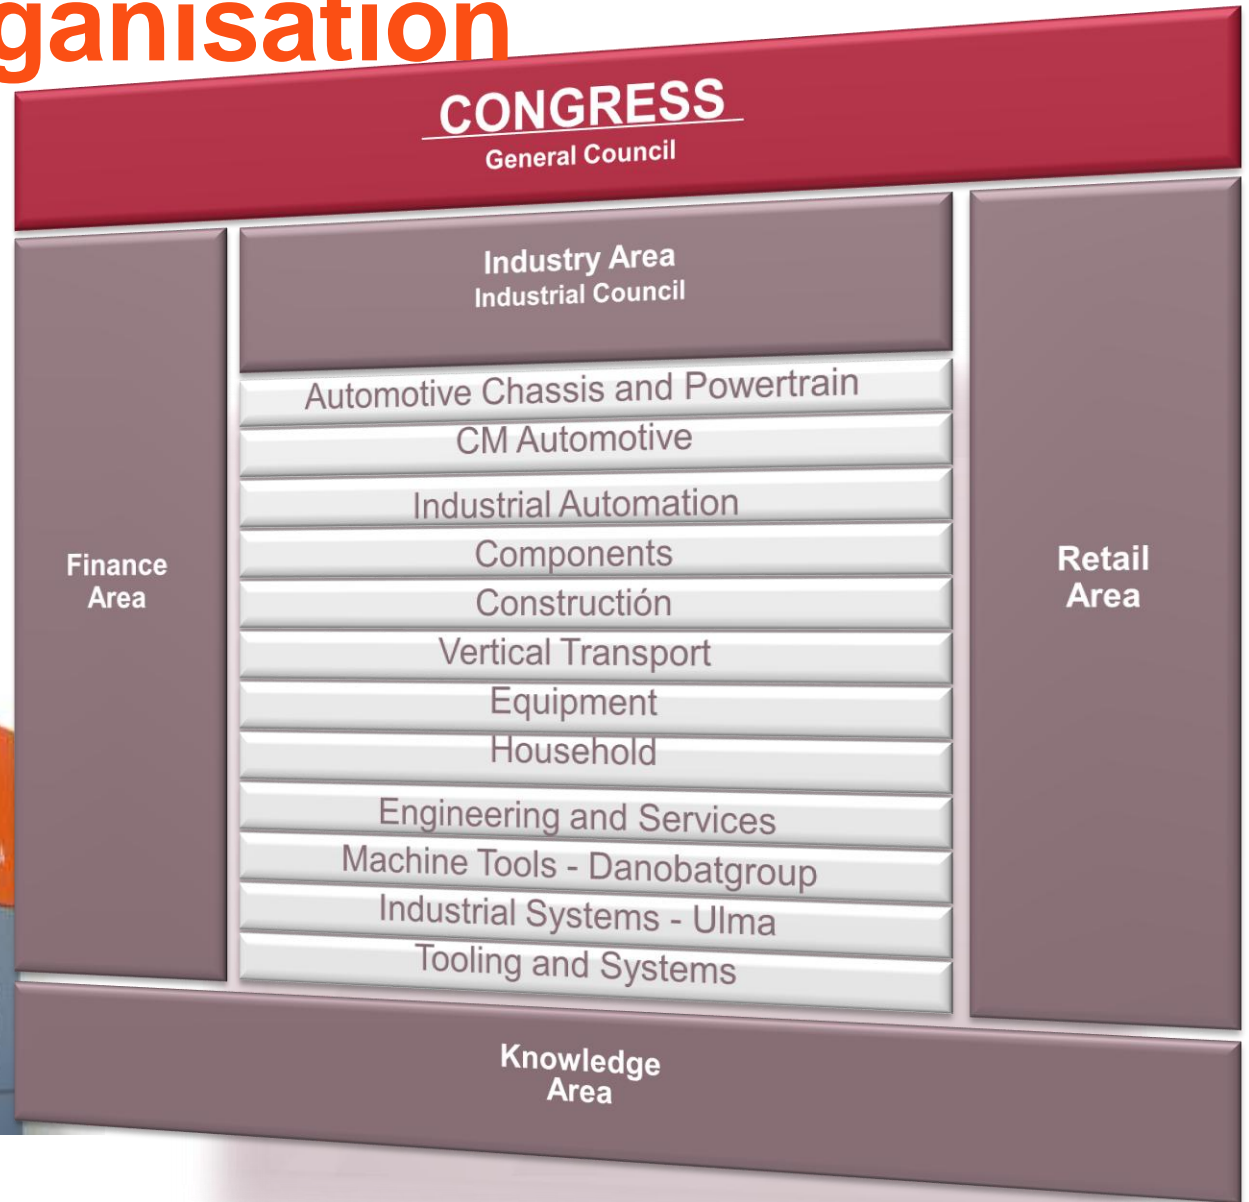 ganisation
CONGRESS
General Council
Industry Area
Industrial Council
Automotive Chassis and Powertrain
CM Automotive
Industrial Automation
Components
Constructión
Vertical Transport
Equipment
Household
Engineering and Services
Machine Tools - Danobatgroup
Industrial Systems - Ulma
Tooling and Systems
Finance
Area
Retail
Area
Knowledge
Area